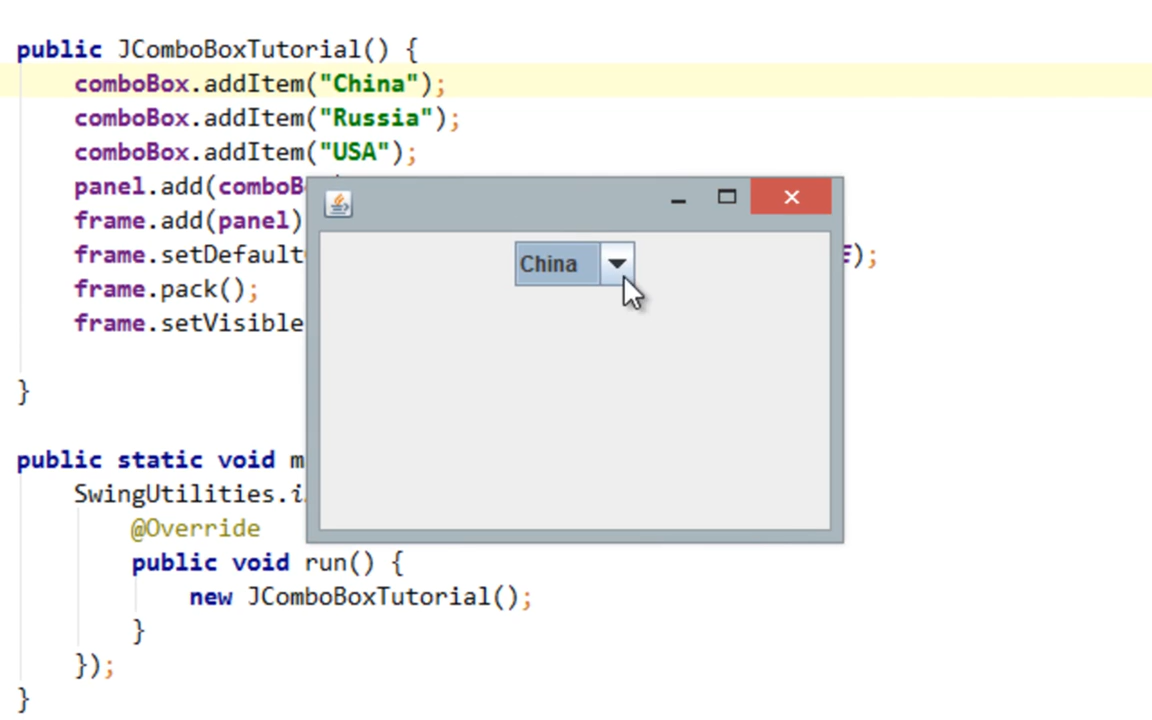 public JComboBoxTutorial() {
comboBox.addItem("China");
comboBox.addItem("Russia");
comboBox.addItem("USA");
panel.add(comboB
frame.add(panel)
frame.setDefault );
frame.pack();
frame.setVisible
China
}
public static void m
SwingUtilities.i
@Override
public void run() {
new JComboBoxTutorial();
}
});
}